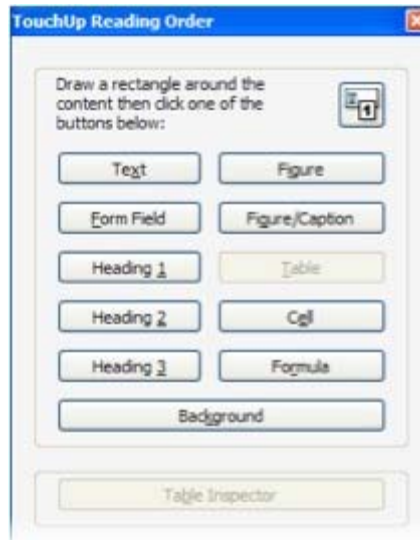 TouchUp Reading Order
Draw a rectangle around the
content then click one of the
buttons below:
Text
Figure
Form Field
Figure/Caption
Heading 1
Table
Heading 2
Cell
Heading 3
Formula
Background
Table Inspector